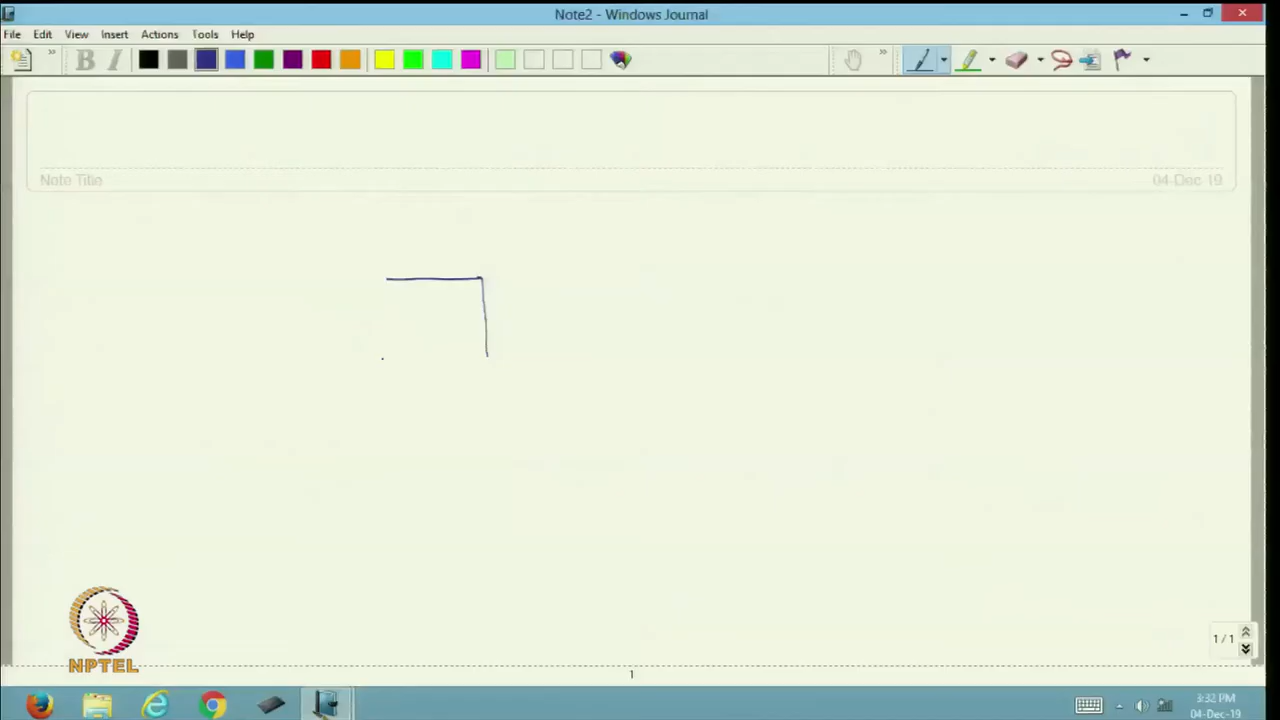 Note2 - Windows Journal
File Edit View Insert Actions Tools Help
B I
Note Title
04-Dec-19
NPTEL
1 / 1
1
3:32 PM
04-Dec-19